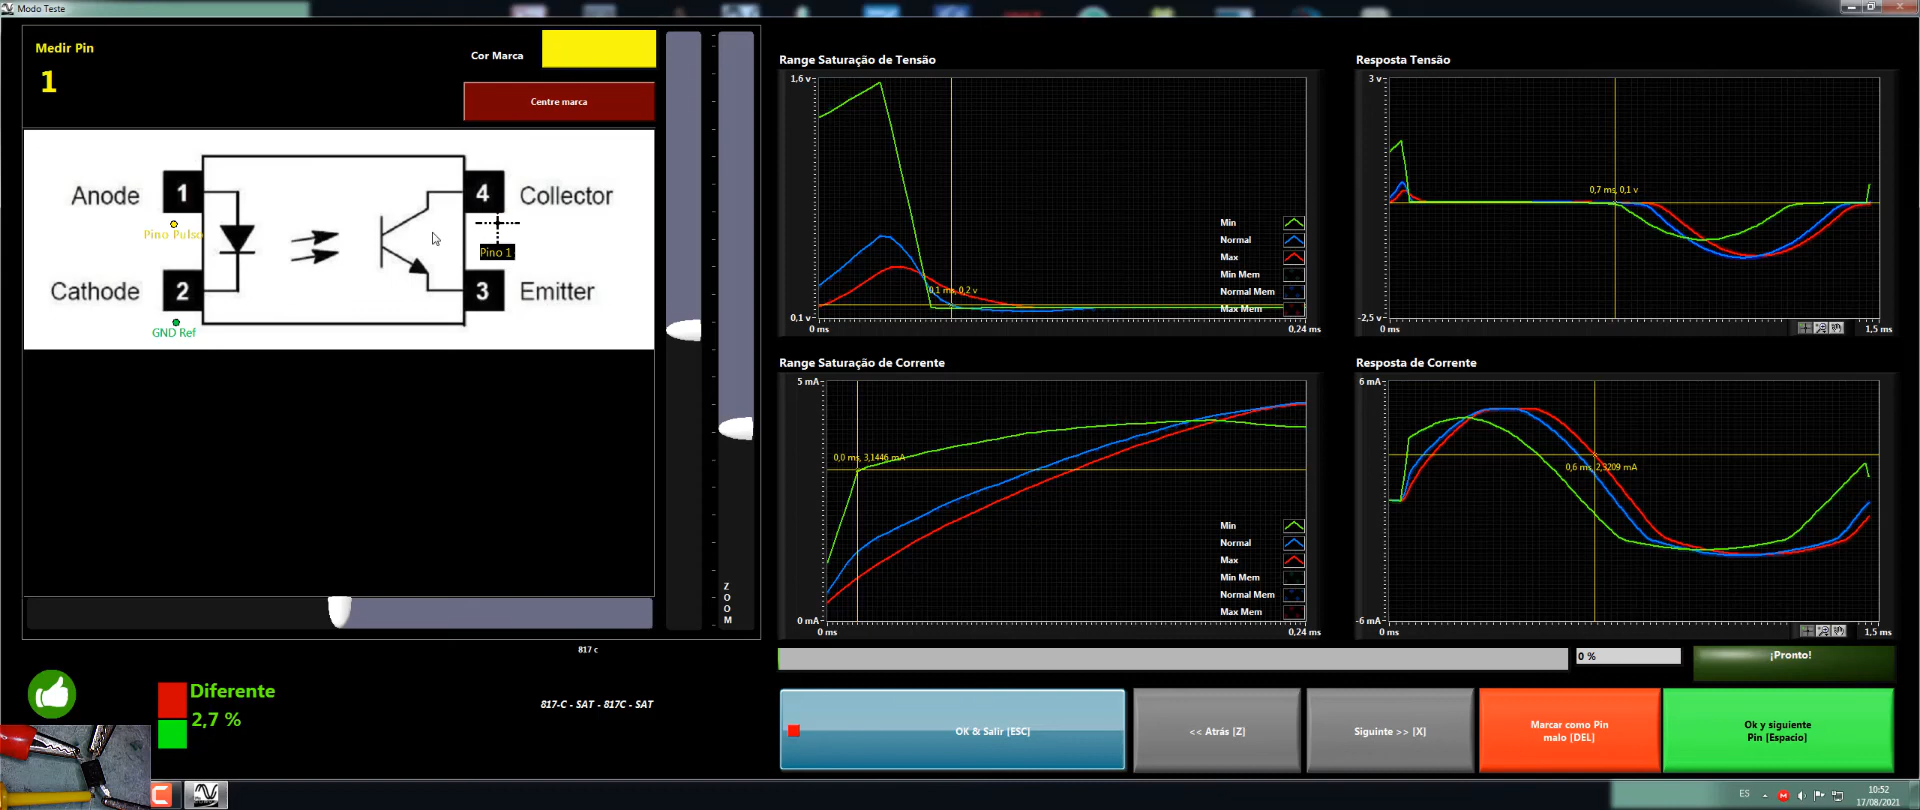 Modo Teste
Medir Pin
1
Cor Marca
Centre marca
Anode
1
4
Collector
Pino Pulso
Pino 1
Cathode
2
3
Emitter
GND Ref
ZOOM
817 c
Diferente
2,7 %
817-C - SAT - 817C - SAT
Range Saturação de Tensão
1,6 v
0,1 ms, 0,2 v
Min
Normal
Max
Min Mem
Normal Mem
Max Mem
0,1 v
0 ms
0,24 ms
Resposta Tensão
3 v
0,7 ms, 0,1 v
-2,5 v
0 ms
1,5 ms
Range Saturação de Corrente
5 mA
0,0 ms, 3,1446 mA
Min
Normal
Max
Min Mem
Normal Mem
Max Mem
0 mA
0 ms
0,24 ms
Resposta de Corrente
6 mA
0,6 ms, 2,3209 mA
-6 mA
0 ms
1,5 ms
0 %
¡Pronto!
OK & Salir [ESC]
<< Atrás [Z]
Siguinte >> [X]
Marcar como Pin
malo [DEL]
Ok y siguiente
Pin [Espacio]
ES
10:52
17/08/2021